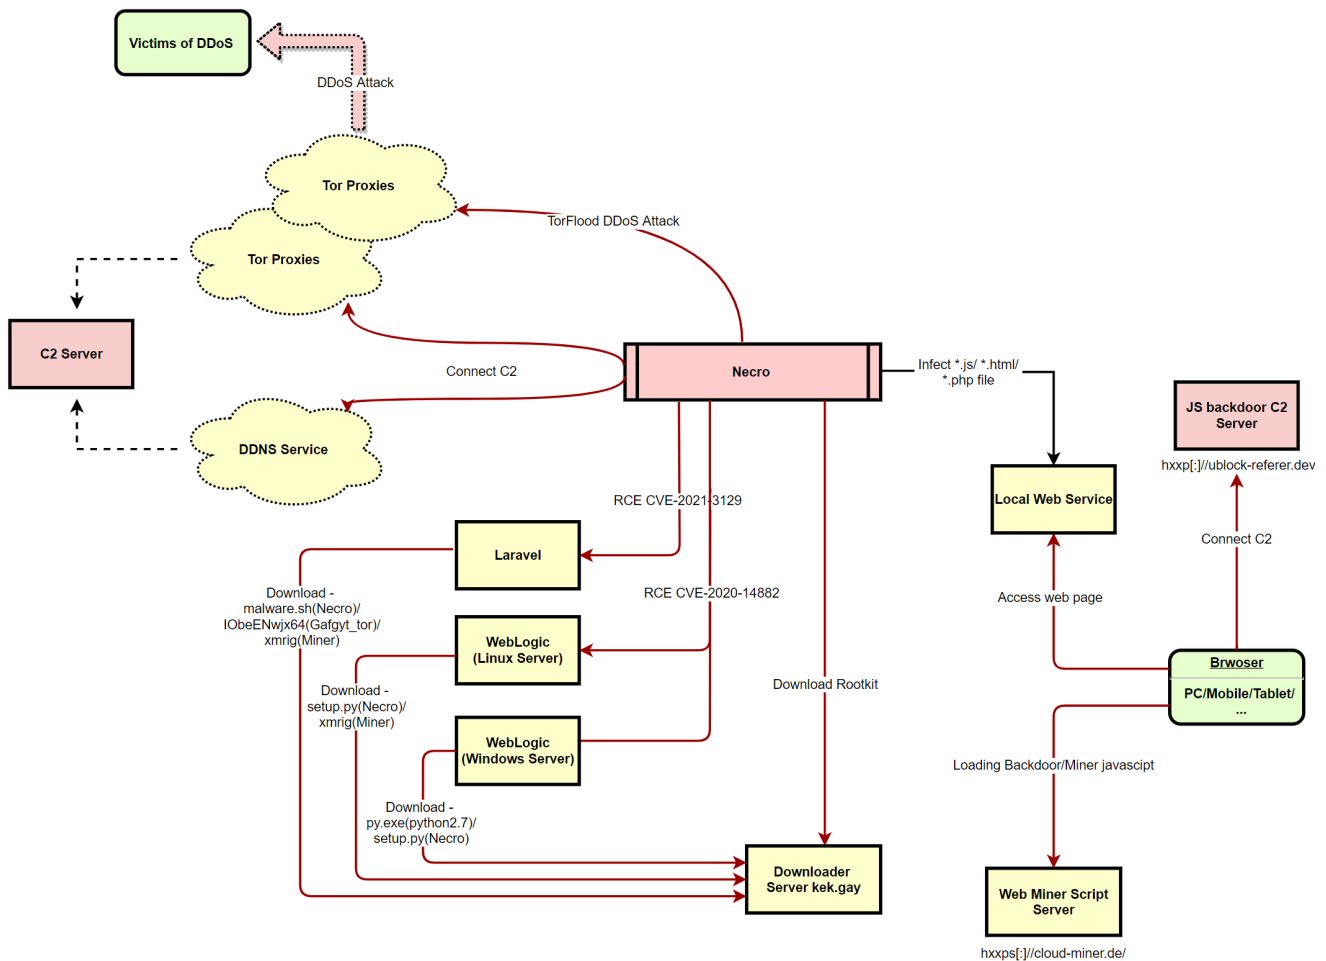 Victims of DDoS
DDoS Attack
Tor Proxies
TorFlood DDoS Attack
Tor Proxies
C2 Server
Connect C2
Necro
Infect *.js/ *.html/
*.php file
JS backdoor C2
Server
hxxp[:]//ublock-referer.dev
DDNS Service
Local Web Service
RCE CVE-2021-3129
Connect C2
Laravel
Download -
malware.sh(Necro)/
IObeENwjx64(Gafgyt_tor)/
xmrig(Miner)
RCE CVE-2020-14882
Access web page
WebLogic
(Linux Server)
Brwoser
PC/Mobile/Tablet/
...
Download -
setup.py(Necro)/
xmrig(Miner)
Download Rootkit
WebLogic
(Windows Server)
Loading Backdoor/Miner javascipt
Download -
py.exe(python2.7)/
setup.py(Necro)
Downloader
Server kek.gay
Web Miner Script
Server
hxxps[:]//cloud-miner.de/